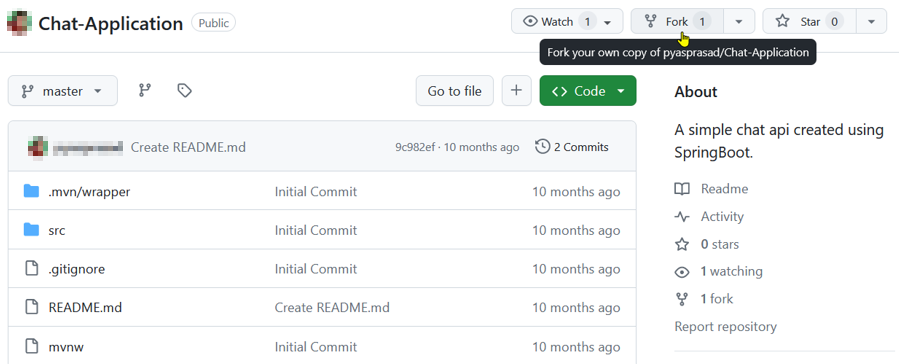 Chat-Application Public Watch 1 Fork 1 Star 0
Fork your own copy of pyasprasad/Chat-Application
master Go to file Code
Create README.md 9c982ef · 10 months ago 2 Commits
.mvn/wrapper Initial Commit 10 months ago
src Initial Commit 10 months ago
.gitignore Initial Commit 10 months ago
README.md Create README.md 10 months ago
mvnw Initial Commit 10 months ago
About
A simple chat api created using
SpringBoot.
Readme
Activity
0 stars
1 watching
1 fork
Report repository